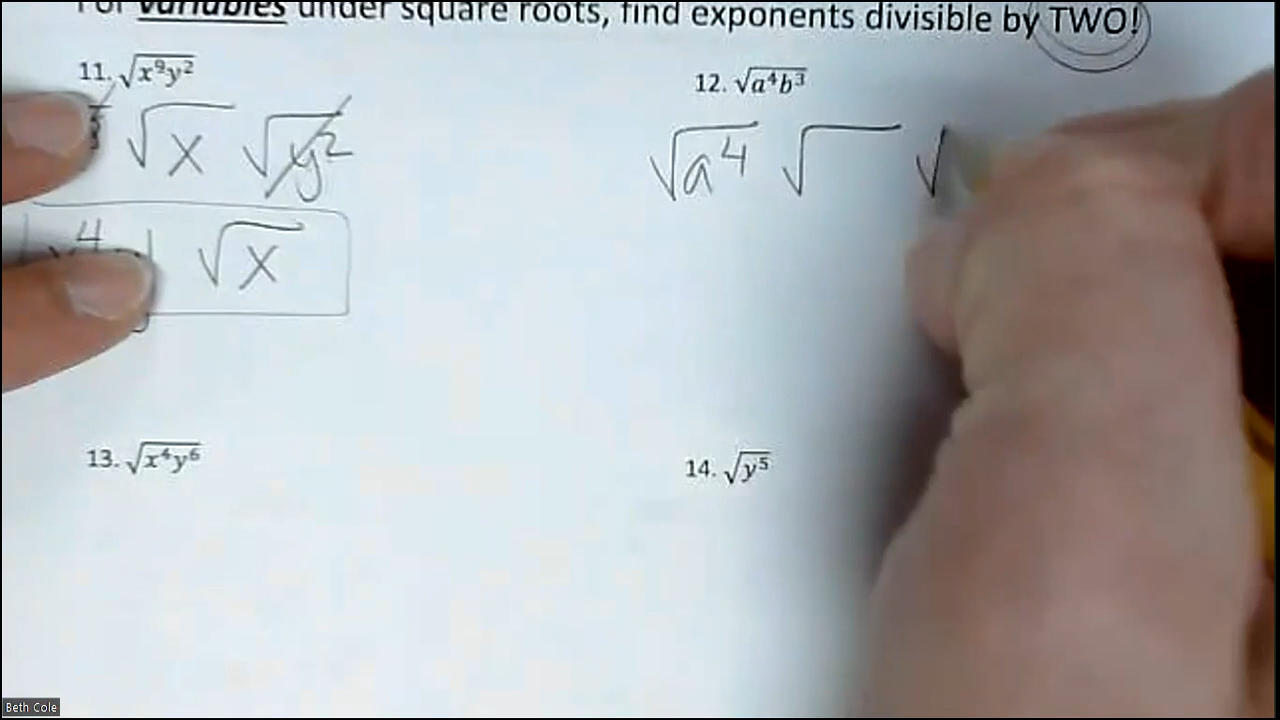 For variables under square roots, find exponents divisible by TWO!
11. √x⁹y²
12. √a⁴b³
√x √y²
√a⁴ √ √
4 √x
13. √x⁴y⁶
14. √y⁵
Beth Cole